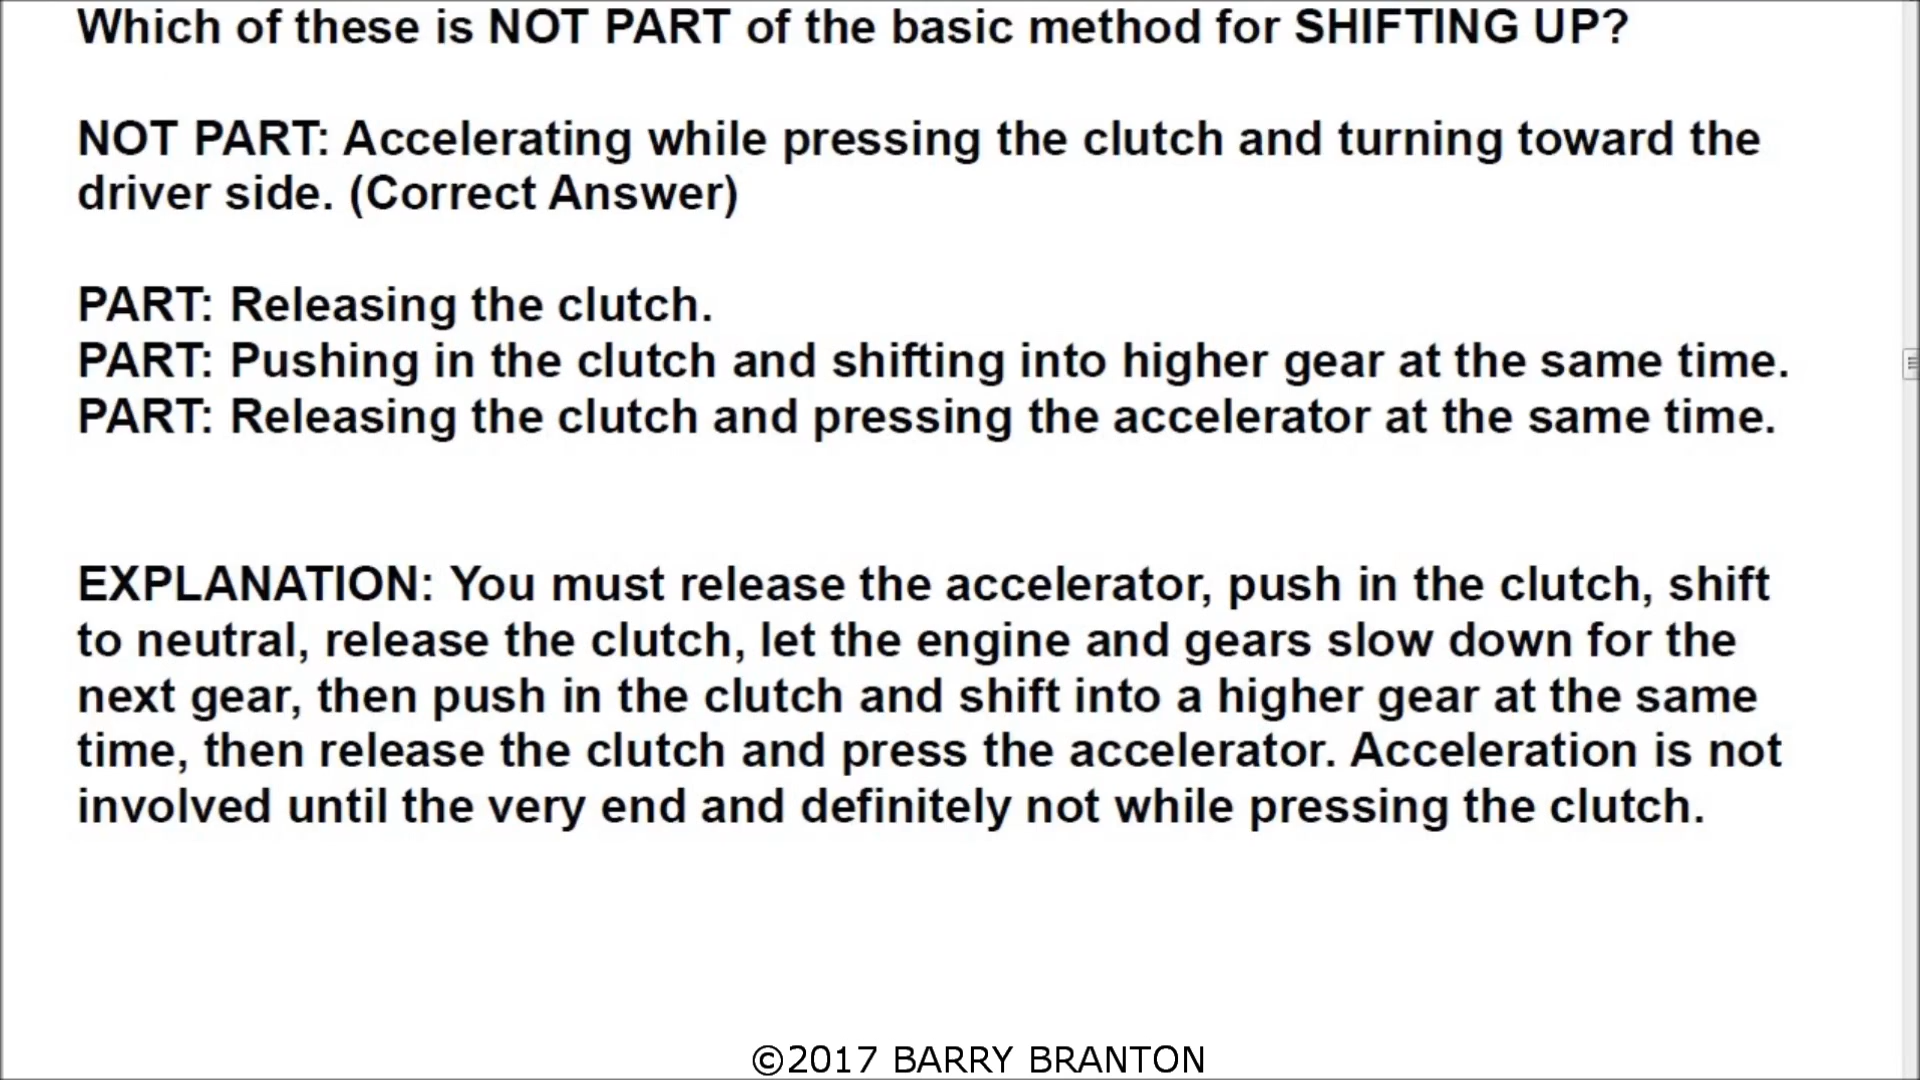 Which of these is NOT PART of the basic method for SHIFTING UP?
NOT PART: Accelerating while pressing the clutch and turning toward the
driver side. (Correct Answer)
PART: Releasing the clutch.
PART: Pushing in the clutch and shifting into higher gear at the same time.
PART: Releasing the clutch and pressing the accelerator at the same time.
EXPLANATION: You must release the accelerator, push in the clutch, shift
to neutral, release the clutch, let the engine and gears slow down for the
next gear, then push in the clutch and shift into a higher gear at the same
time, then release the clutch and press the accelerator. Acceleration is not
involved until the very end and definitely not while pressing the clutch.
©2017 BARRY BRANTON